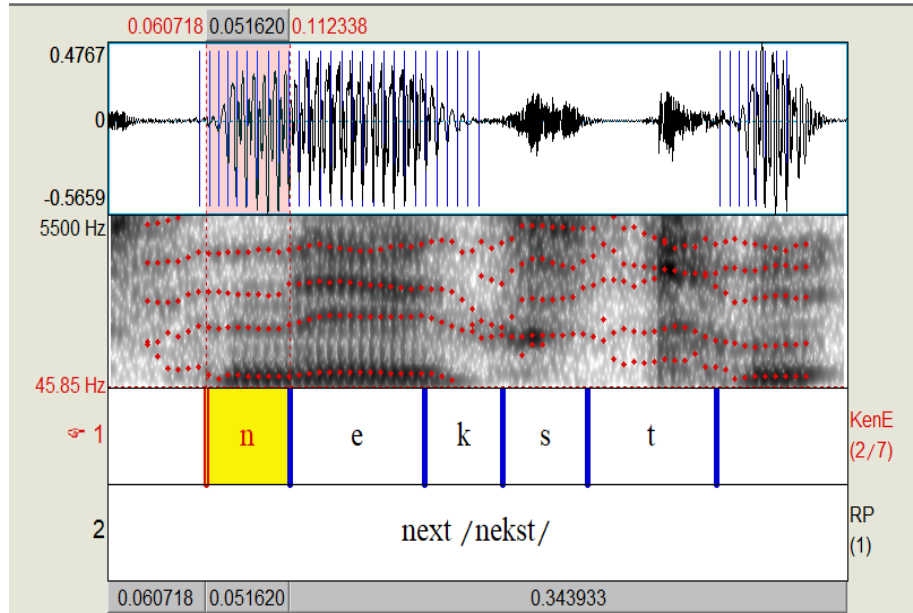 0.060718 0.051620 0.112338
0.4767
0
-0.5659
5500 Hz
45.85 Hz
☞ 1 n e k s t KenE
(2/7)
2 next /nekst/ RP
(1)
0.060718 0.051620 0.343933